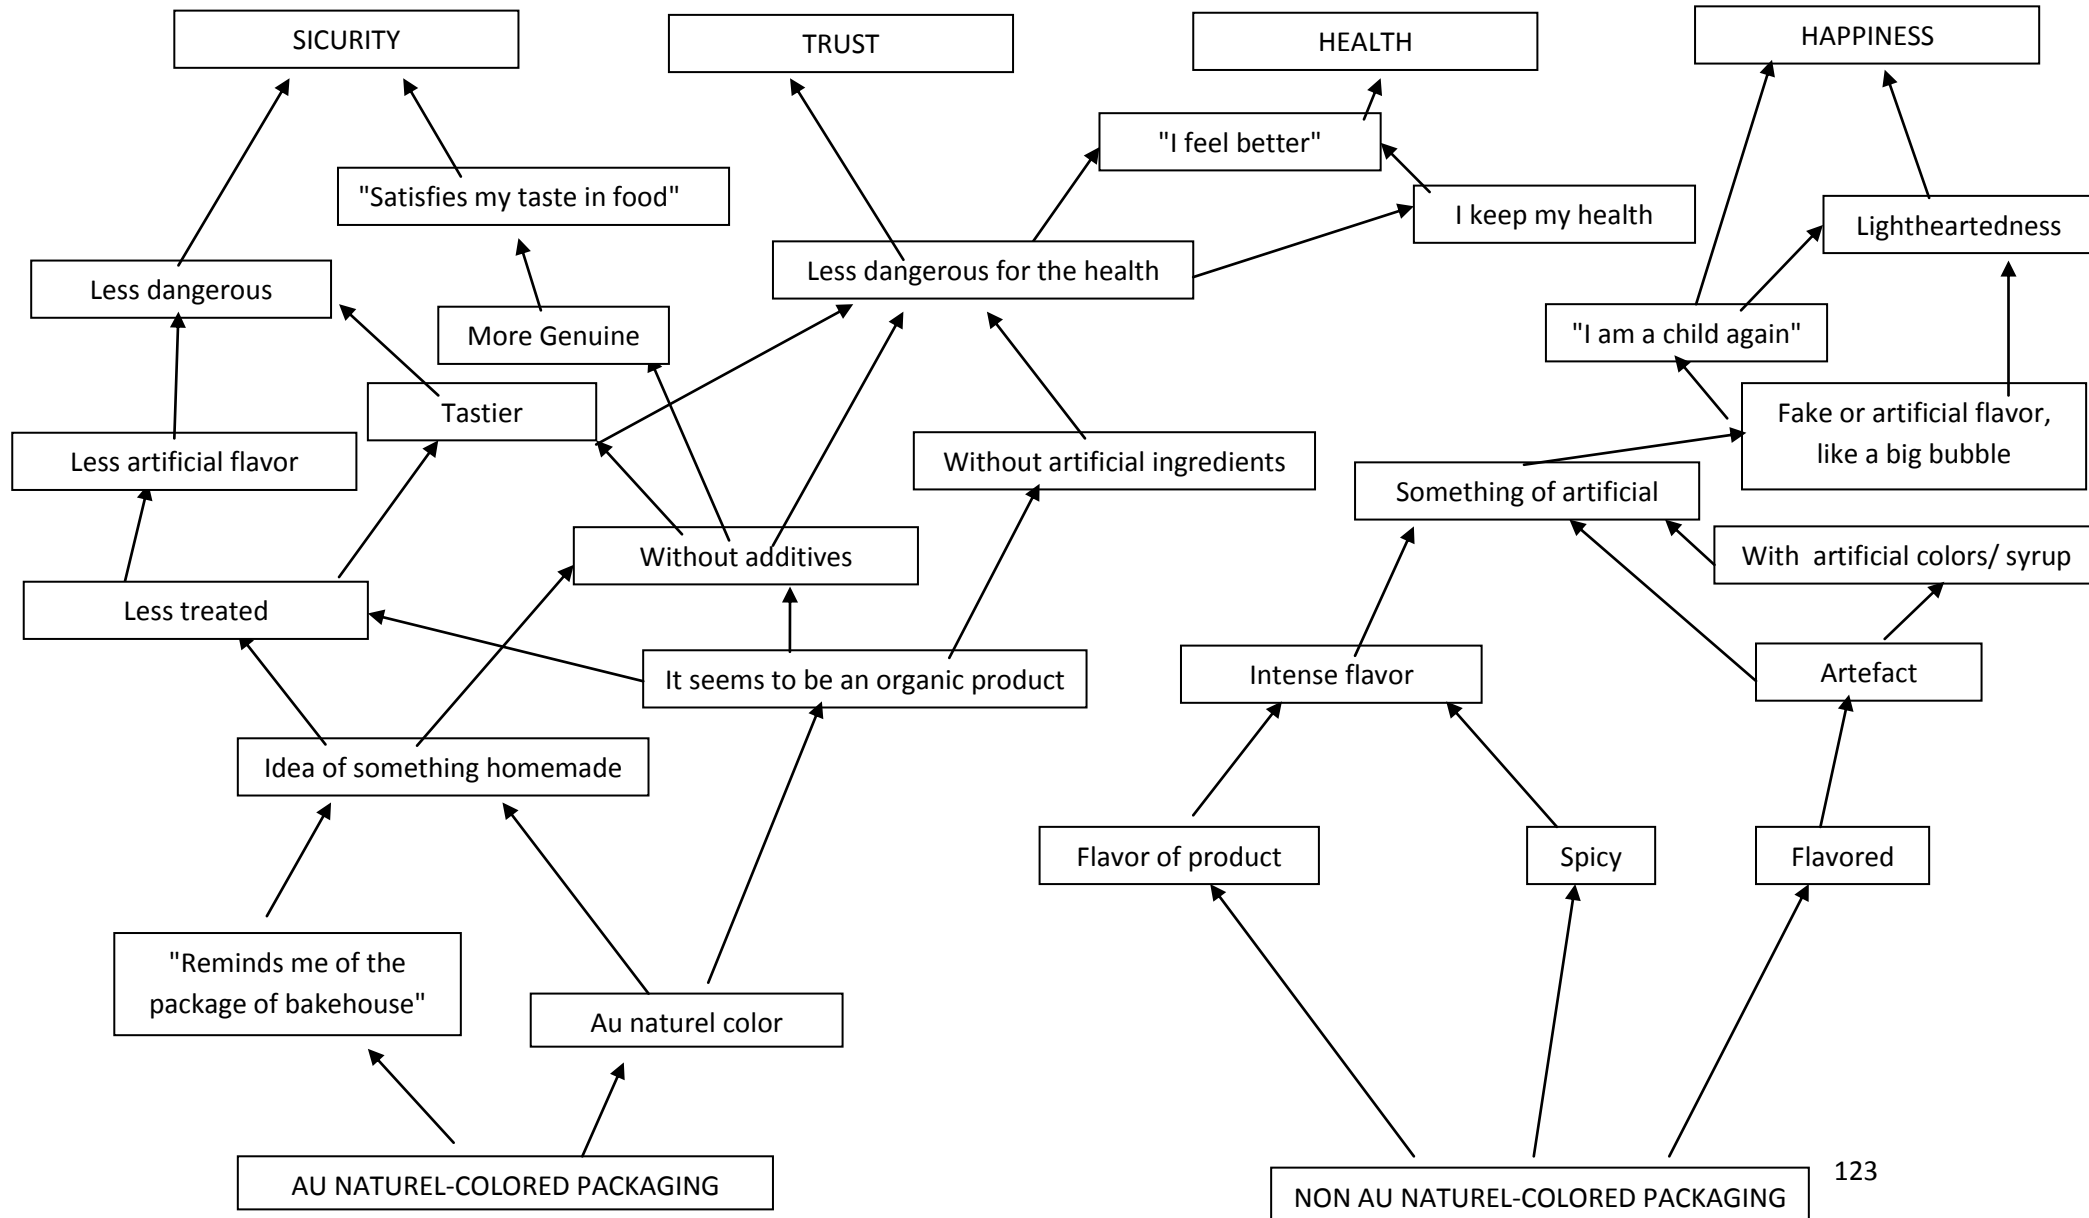 SICURITY
TRUST
HEALTH
HAPPINESS
"I feel better"
"Satisfies my taste in food"
I keep my health
Lightheartedness
Less dangerous for the health
Less dangerous
More Genuine
"I am a child again"
Tastier
Fake or artificial flavor,
like a big bubble
Less artificial flavor
Without artificial ingredients
Something of artificial
Without additives
With  artificial colors/ syrup
Less treated
It seems to be an organic product
Intense flavor
Artefact
Idea of something homemade
Flavor of product
Spicy
Flavored
"Reminds me of the
package of bakehouse"
Au naturel color
AU NATUREL-COLORED PACKAGING
NON AU NATUREL-COLORED PACKAGING
123